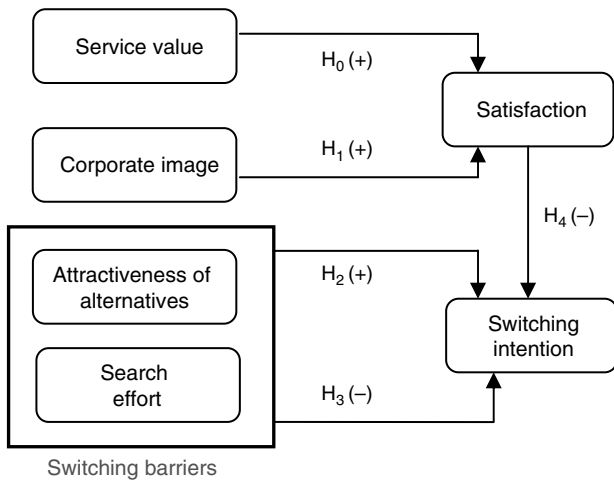 Service value
H₀ (+)
Satisfaction
Corporate image
H₁ (+)
H₄ (–)
Attractiveness of
alternatives
H₂ (+)
Switching
intention
Search
effort
H₃ (–)
Switching barriers